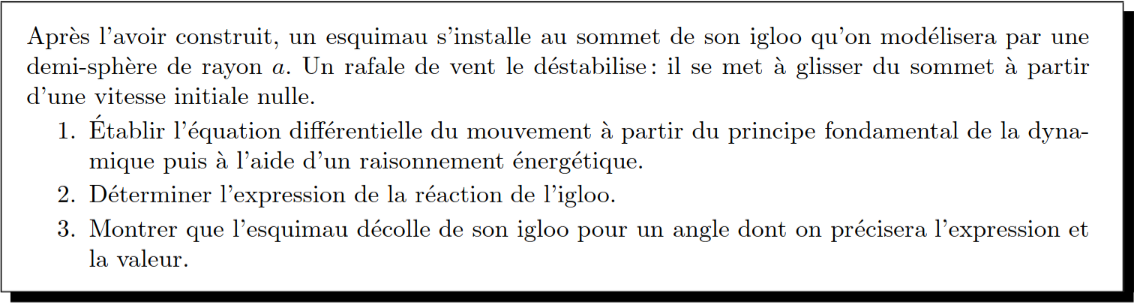 Après l'avoir construit, un esquimau s'installe au sommet de son igloo qu'on modélisera par une
demi-sphère de rayon a. Un rafale de vent le déstabilise : il se met à glisser du sommet à partir
d'une vitesse initiale nulle.
1. Établir l'équation différentielle du mouvement à partir du principe fondamental de la dyna-
mique puis à l'aide d'un raisonnement énergétique.
2. Déterminer l'expression de la réaction de l'igloo.
3. Montrer que l'esquimau décolle de son igloo pour un angle dont on précisera l'expression et
la valeur.